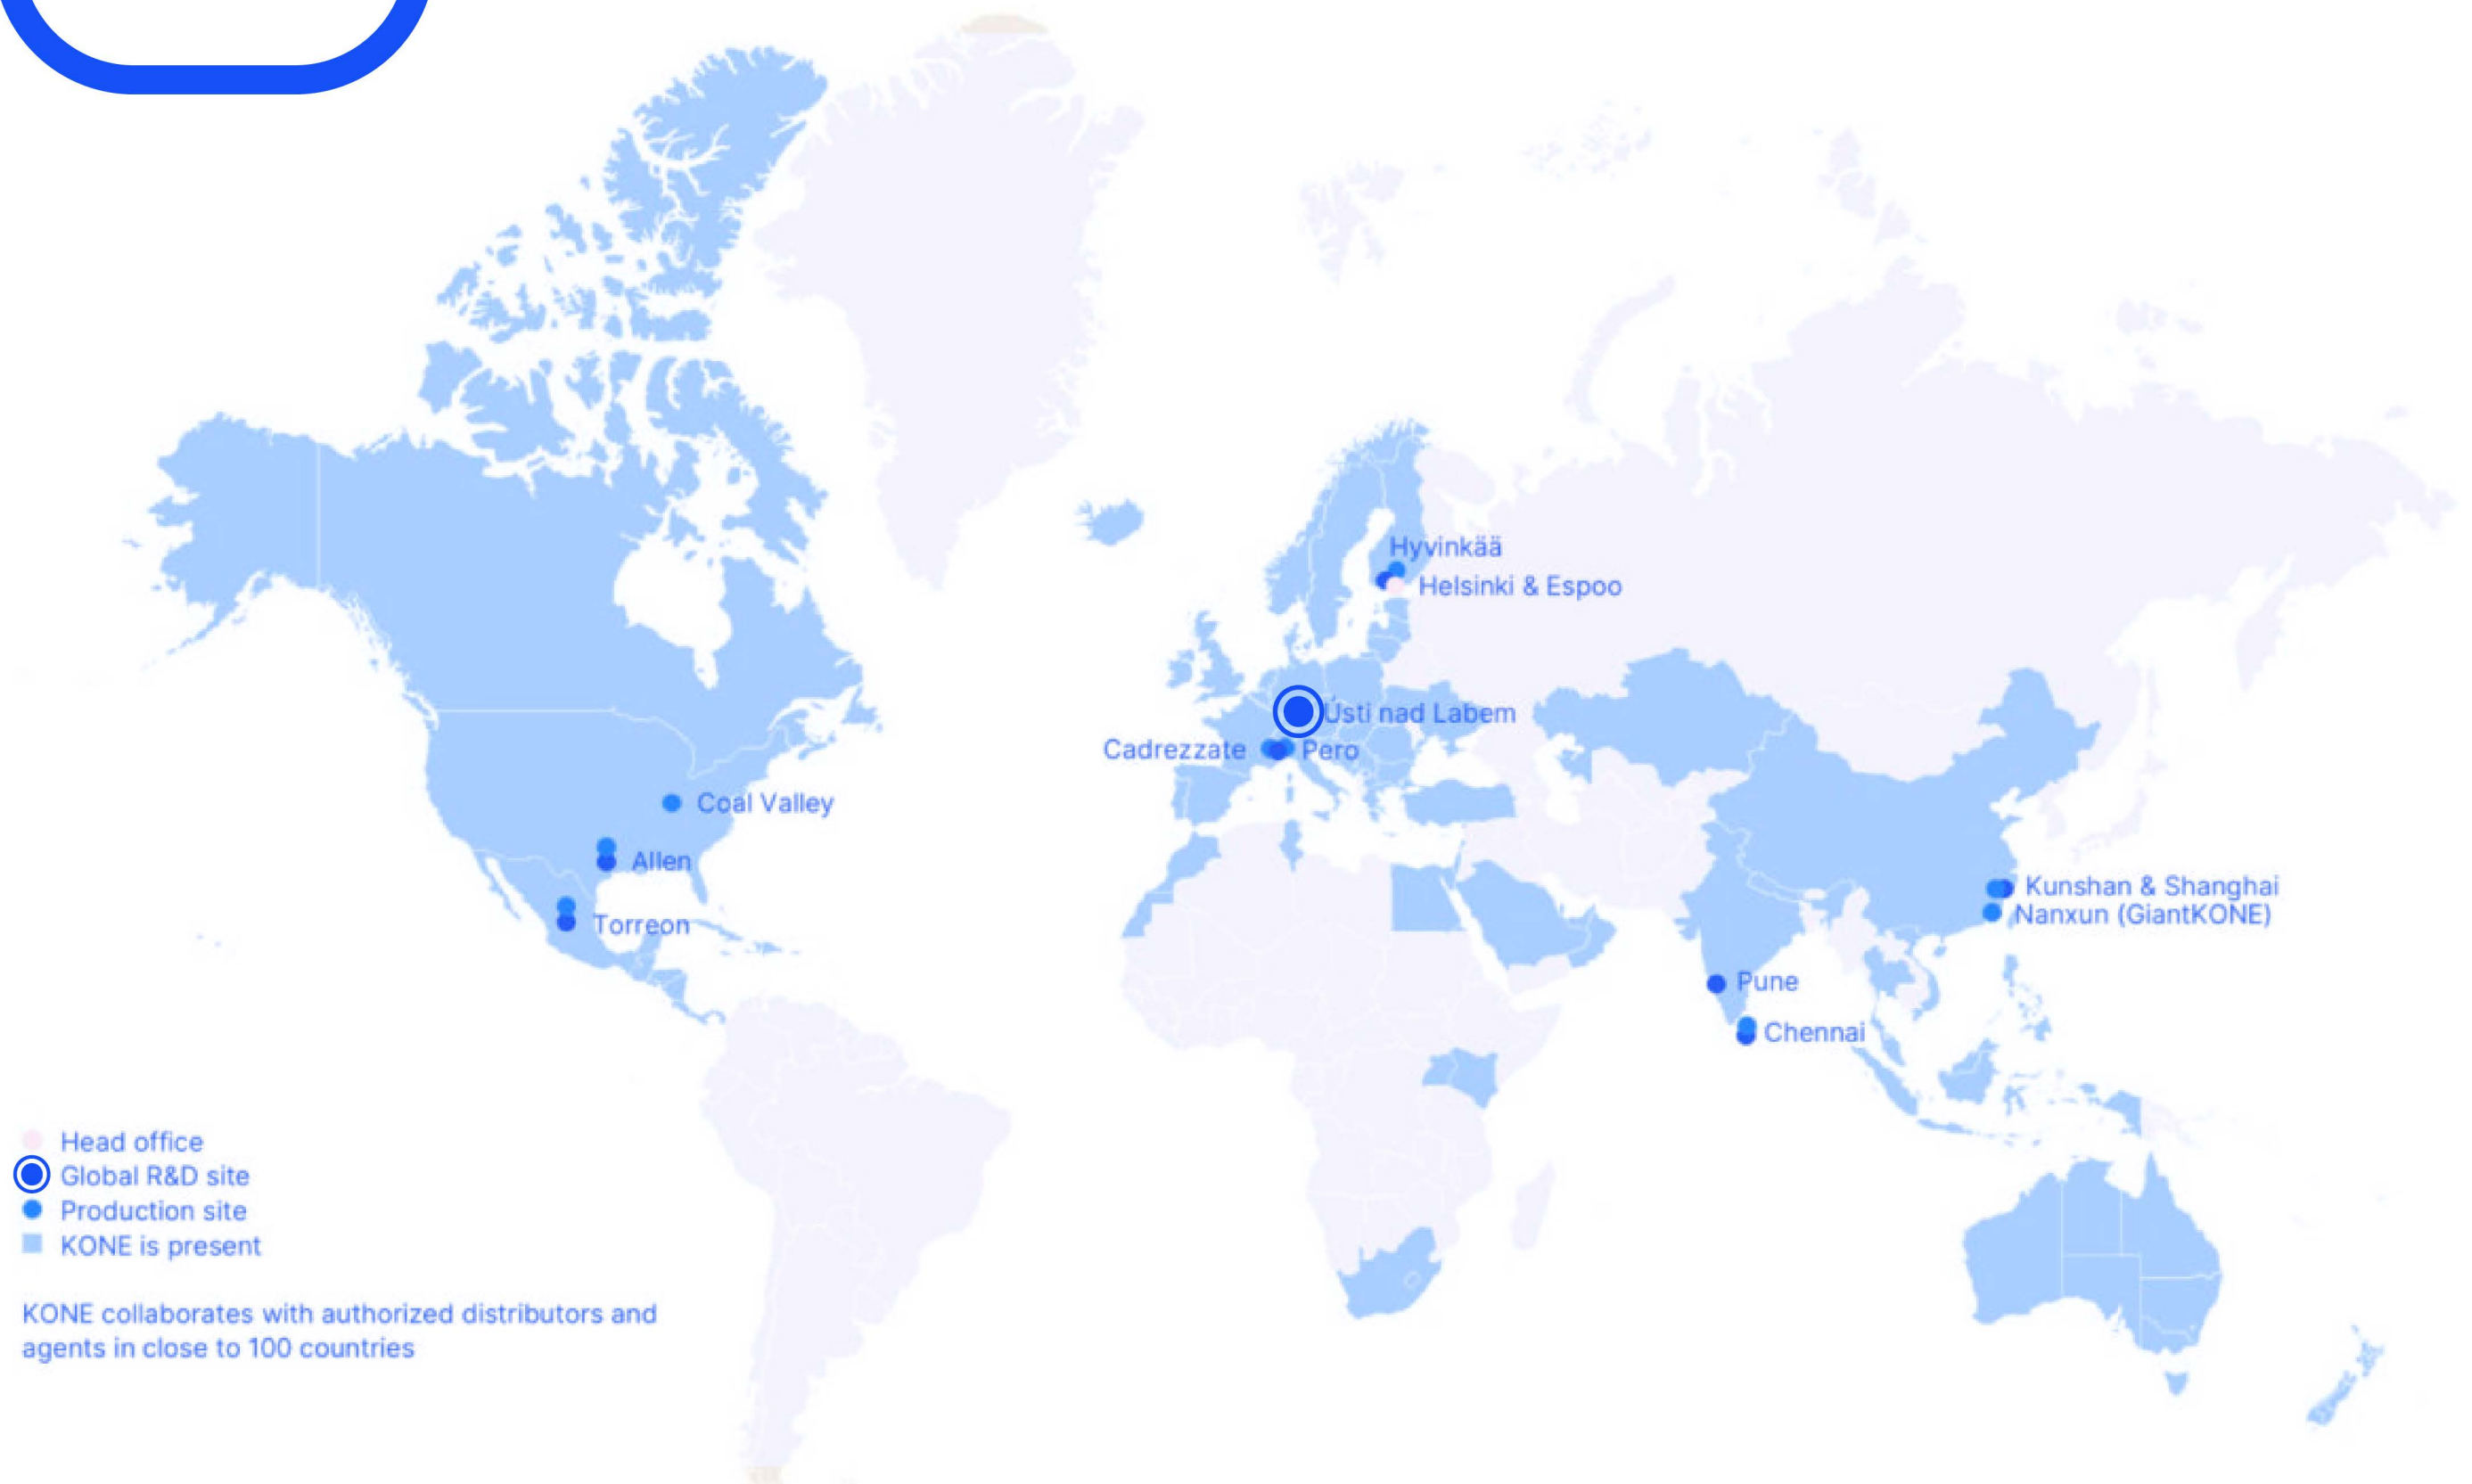 Hyvinkää
Helsinki & Espoo
Ústi nad Labem
Cadrezzate
Pero
Coal Valley
Allen
Torreon
Kunshan & Shanghai
Nanxun (GiantKONE)
Pune
Chennai
Head office
Global R&D site
Production site
KONE is present
KONE collaborates with authorized distributors and
agents in close to 100 countries